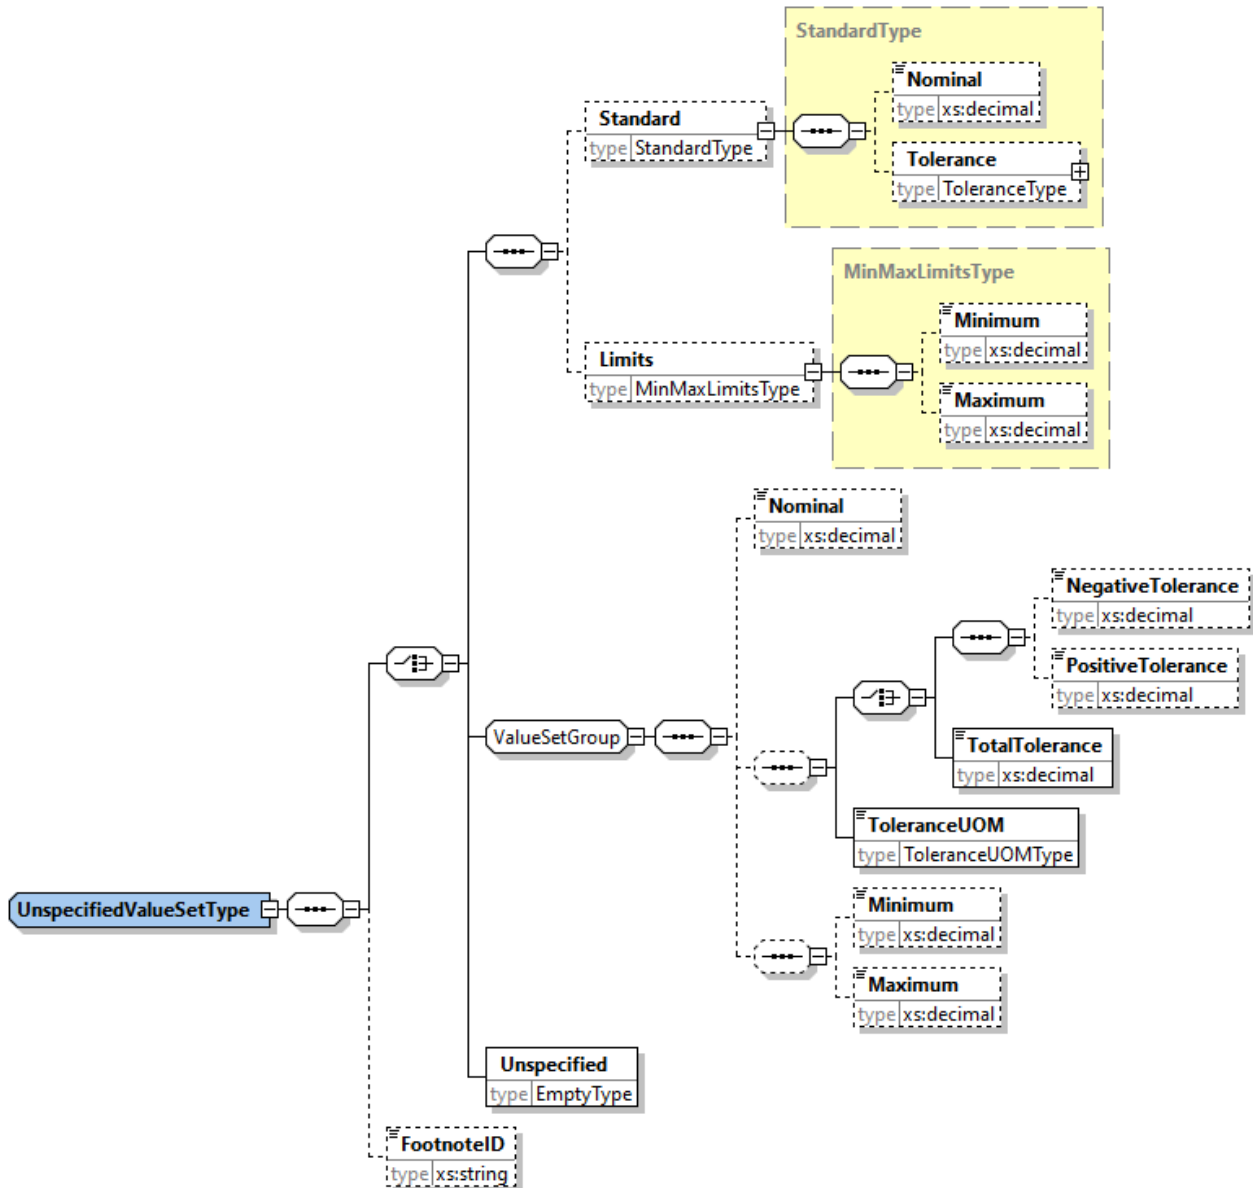 StandardType
Nominal
type xs:decimal
Standard
type StandardType
Tolerance
type ToleranceType
MinMaxLimitsType
Minimum
type xs:decimal
Limits
type MinMaxLimitsType
Maximum
type xs:decimal
Nominal
type xs:decimal
NegativeTolerance
type xs:decimal
PositiveTolerance
type xs:decimal
ValueSetGroup
TotalTolerance
type xs:decimal
ToleranceUOM
type ToleranceUOMType
UnspecifiedValueSetType
Minimum
type xs:decimal
Maximum
type xs:decimal
Unspecified
type EmptyType
FootnoteID
type xs:string